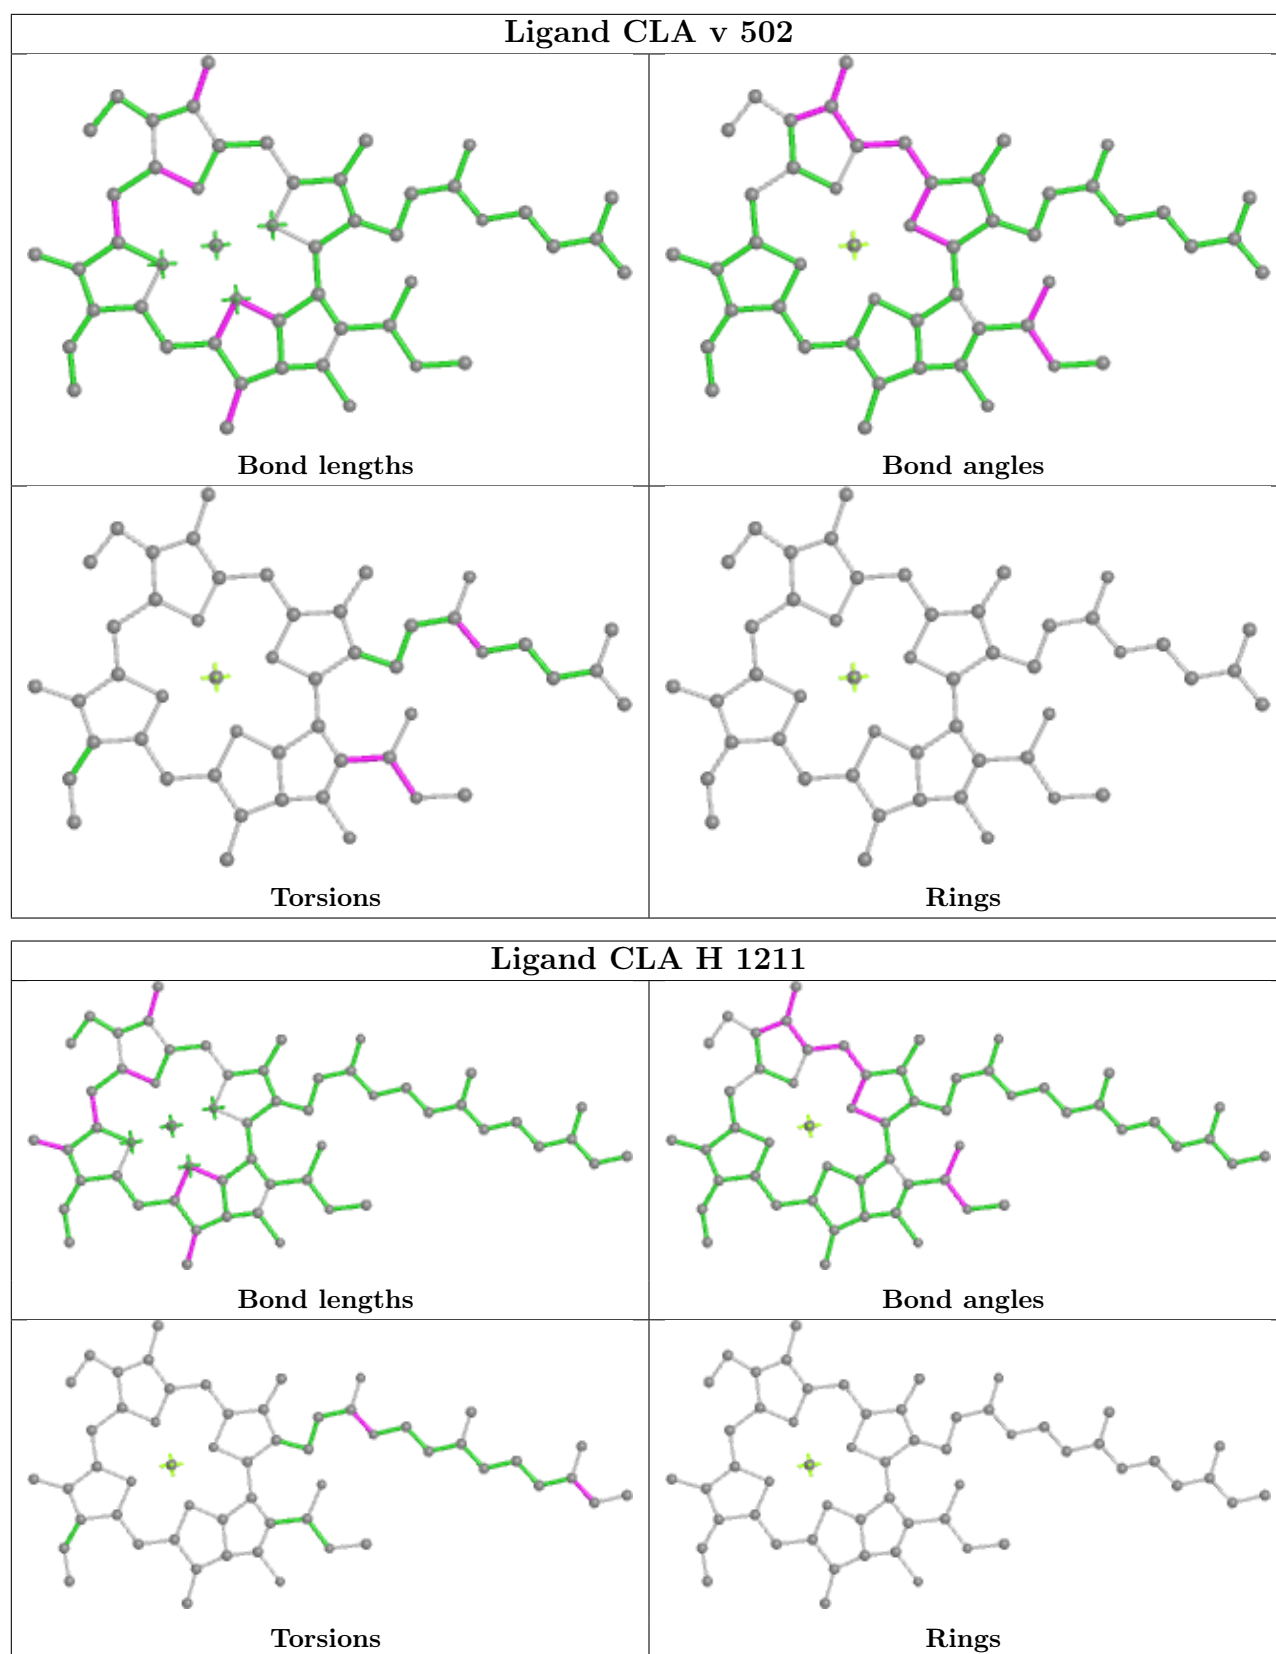 Ligand CLA v 502
Bond lengths
Bond angles
Torsions
Rings
Ligand CLA H 1211
Bond lengths
Bond angles
Torsions
Rings